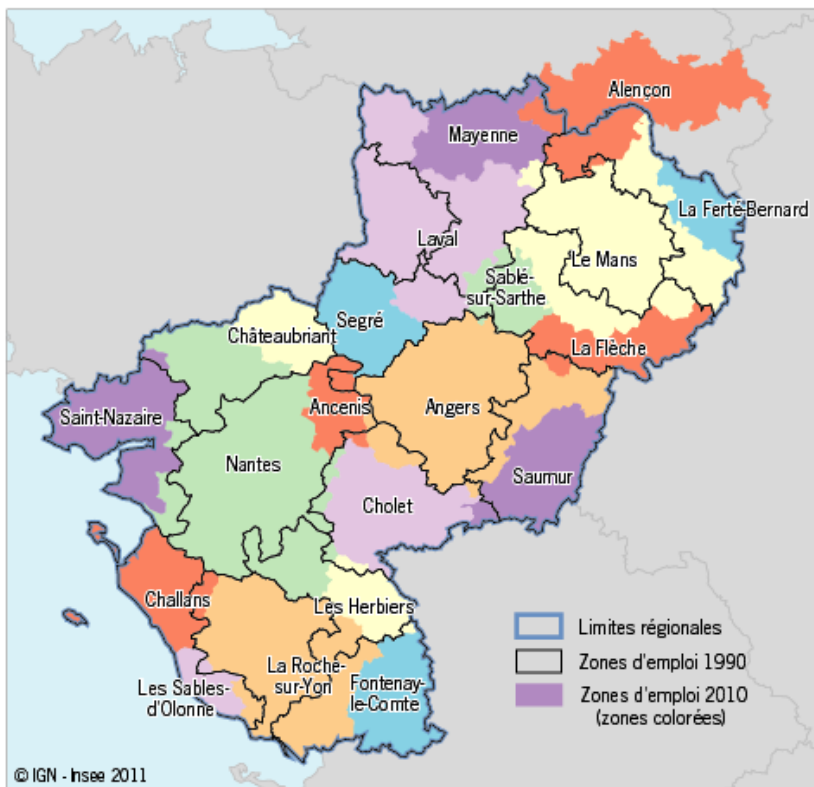 Alençon
Mayenne
La Ferté-Bernard
Laval
Le Mans
Sablé-
sur-Sarthe
Segré
Châteaubriant
La Flèche
Ancenis
Angers
Saint-Nazaire
Nantes
Saumur
Cholet
Challans
Les Herbiers
La Roche-
sur-Yon
Les Sables-
d'Olonne
Fontenay-
le-Comte
Limites régionales
Zones d'emploi 1990
Zones d'emploi 2010
(zones colorées)
© IGN - Insee 2011